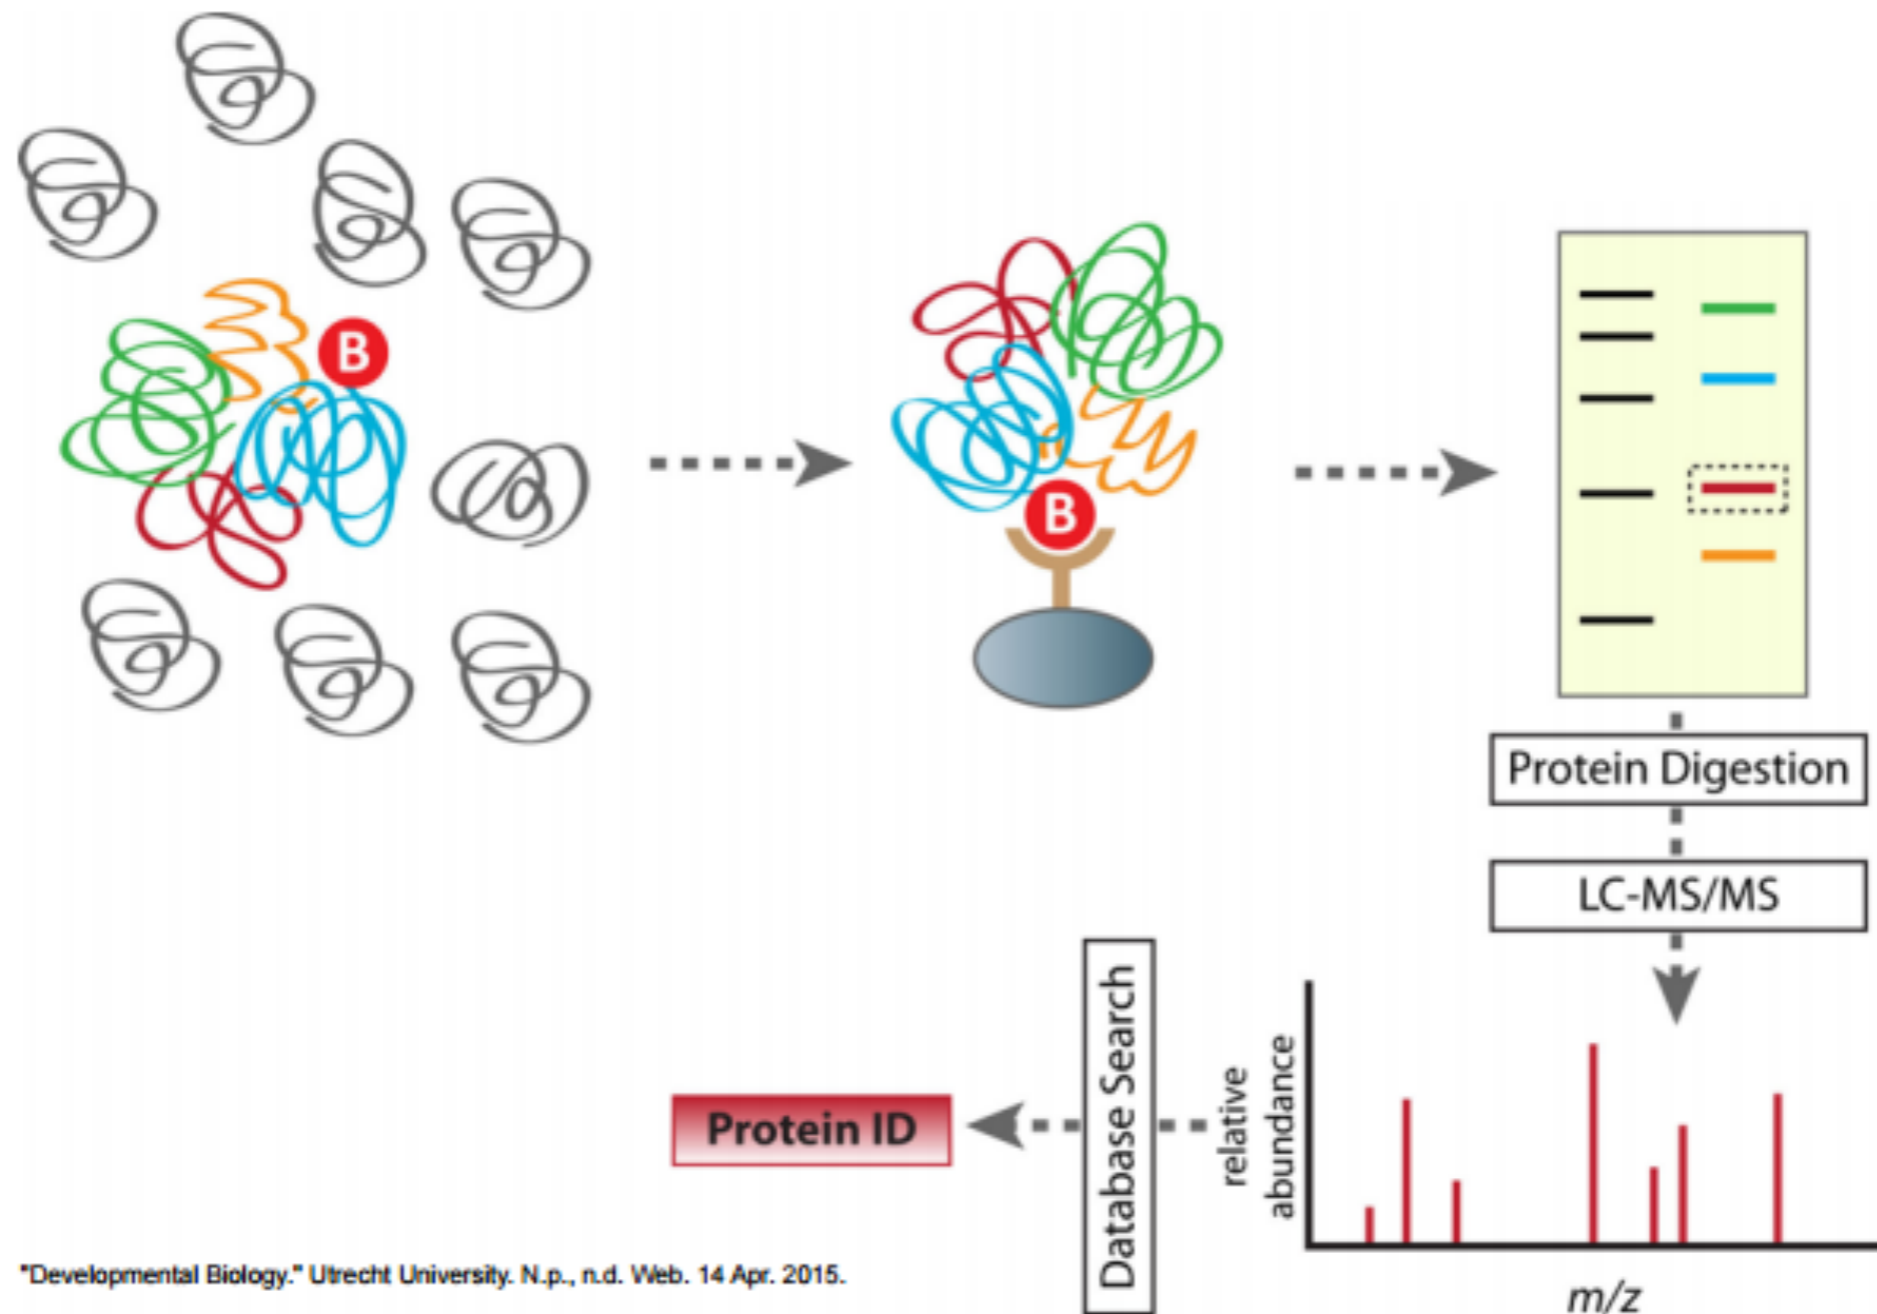 B
B
Protein Digestion
LC-MS/MS
relative
abundance
m/z
Database Search
Protein ID
"Developmental Biology." Utrecht University. N.p., n.d. Web. 14 Apr. 2015.